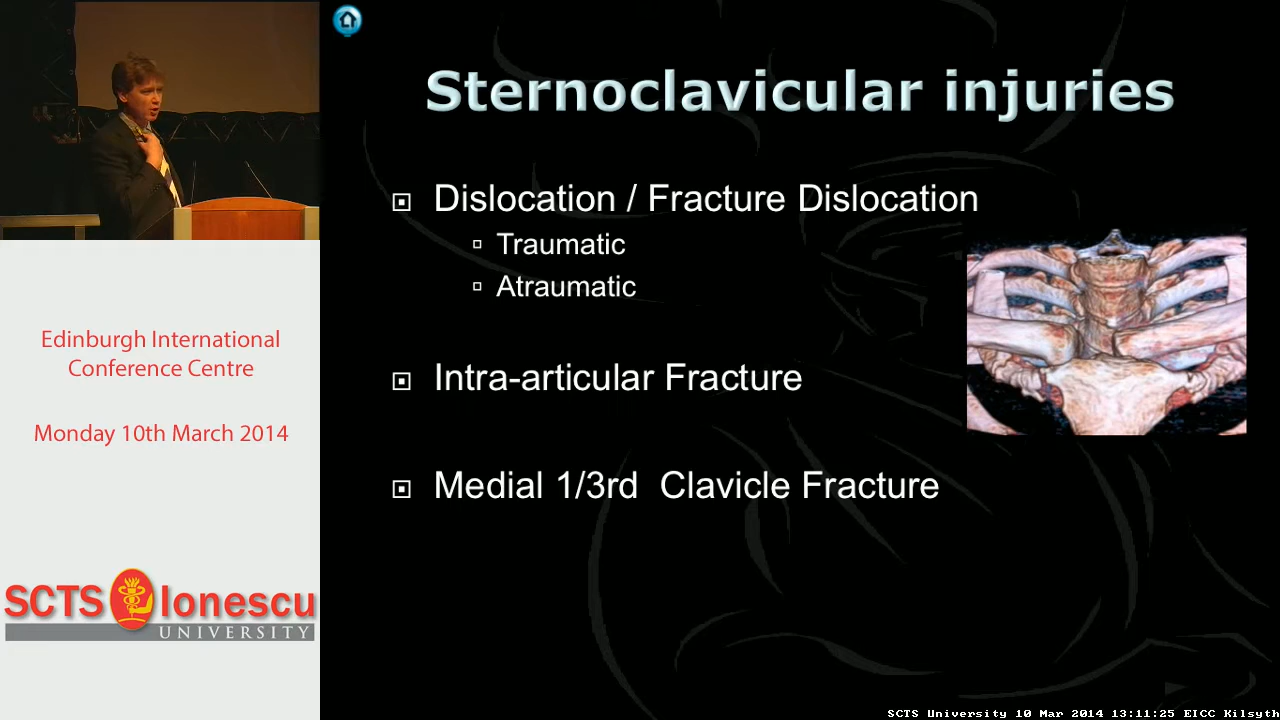 Sternoclavicular injuries
Dislocation / Fracture Dislocation
Traumatic
Atraumatic
Intra-articular Fracture
Medial 1/3rd Clavicle Fracture
Edinburgh International
Conference Centre
Monday 10th March 2014
SCTS Ionescu
UNIVERSITY
SCTS University 10 Mar 2014 13:11:25 EICC Kilsyth